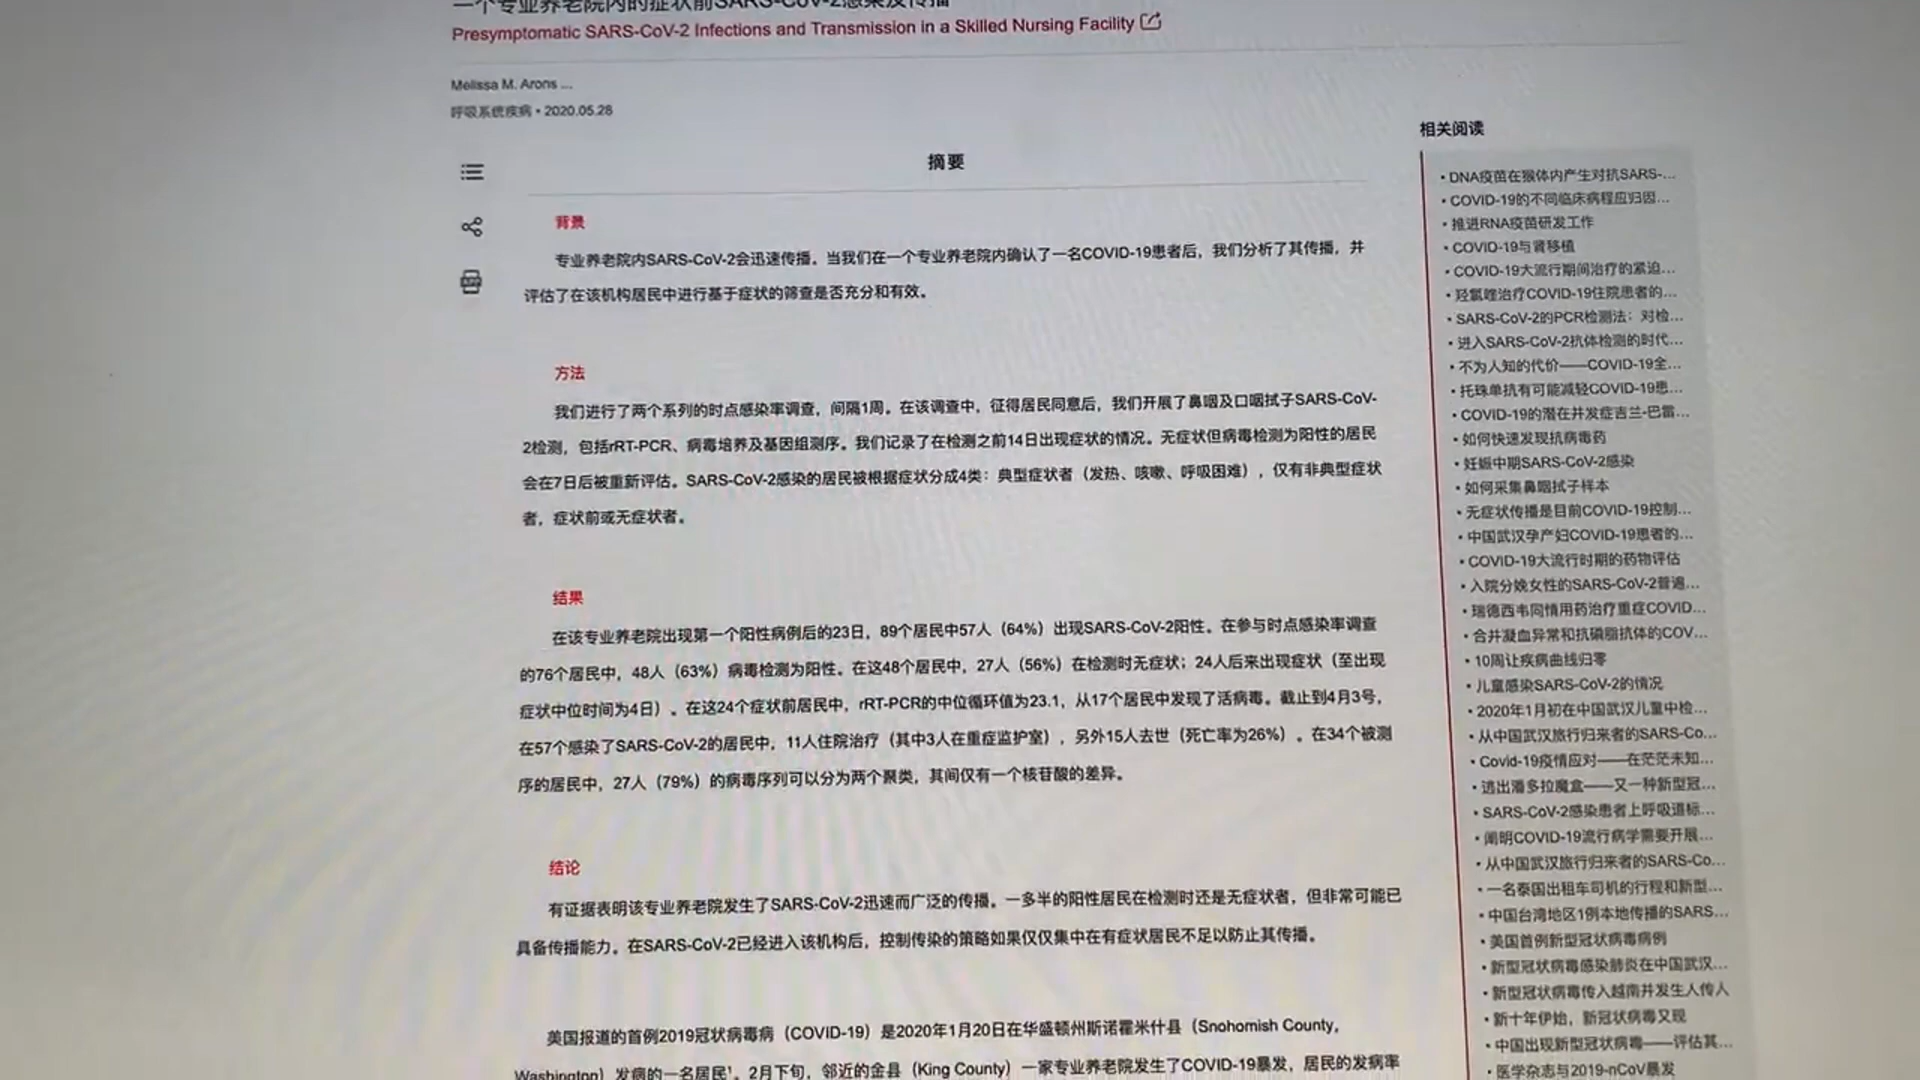 一个专业养老院内的症状前SARS-CoV-2感染及传播
Presymptomatic SARS-CoV-2 Infections and Transmission in a Skilled Nursing Facility
Melissa M. Arons ...
呼吸系统疾病 • 2020.05.28
摘要
背景
专业养老院内SARS-CoV-2会迅速传播。当我们在一个专业养老院内确认了一名COVID-19患者后，我们分析了其传播，并
评估了在该机构居民中进行基于症状的筛查是否充分和有效。
方法
我们进行了两个系列的时点感染率调查，间隔1周。在该调查中，征得居民同意后，我们开展了鼻咽及口咽拭子SARS-CoV-
2检测，包括rRT-PCR、病毒培养及基因组测序。我们记录了在检测之前14日出现症状的情况。无症状但病毒检测为阳性的居民
会在7日后被重新评估。SARS-CoV-2感染的居民被根据症状分成4类：典型症状者（发热、咳嗽、呼吸困难），仅有非典型症状
者，症状前或无症状者。
结果
在该专业养老院出现第一个阳性病例后的23日，89个居民中57人（64%）出现SARS-CoV-2阳性。在参与时点感染率调查
的76个居民中，48人（63%）病毒检测为阳性。在这48个居民中，27人（56%）在检测时无症状；24人后来出现症状（至出现
症状中位时间为4日）。在这24个症状前居民中，rRT-PCR的中位循环值为23.1，从17个居民中发现了活病毒。截止到4月3号，
在57个感染了SARS-CoV-2的居民中，11人住院治疗（其中3人在重症监护室），另外15人去世（死亡率为26%）。在34个被测
序的居民中，27人（79%）的病毒序列可以分为两个聚类，其间仅有一个核苷酸的差异。
结论
有证据表明该专业养老院发生了SARS-CoV-2迅速而广泛的传播。一多半的阳性居民在检测时还是无症状者，但非常可能已
具备传播能力。在SARS-CoV-2已经进入该机构后，控制传染的策略如果仅仅集中在有症状居民不足以防止其传播。
美国报道的首例2019冠状病毒病（COVID-19）是2020年1月20日在华盛顿州斯诺霍米什县（Snohomish County,
Washington）发病的一名居民¹。2月下旬，邻近的金县（King County）一家专业养老院发生了COVID-19暴发，居民的发病率
相关阅读
• DNA疫苗在猴体内产生对抗SARS-...
• COVID-19的不同临床病程应归因...
• 推进RNA疫苗研发工作
• COVID-19与肾移植
• COVID-19大流行期间治疗的紧迫...
• 羟氯喹治疗COVID-19住院患者的...
• SARS-CoV-2的PCR检测法：对检...
• 进入SARS-CoV-2抗体检测的时代...
• 不为人知的代价——COVID-19全...
• 托珠单抗有可能减轻COVID-19患...
• COVID-19的潜在并发症吉兰-巴雷...
• 如何快速发现抗病毒药
• 妊娠中期SARS-CoV-2感染
• 如何采集鼻咽拭子样本
• 无症状传播是目前COVID-19控制...
• 中国武汉孕产妇COVID-19患者的...
• COVID-19大流行时期的药物评估
• 入院分娩女性的SARS-CoV-2普遍...
• 瑞德西韦同情用药治疗重症COVID...
• 合并凝血异常和抗磷脂抗体的COV...
• 10周让疾病曲线归零
• 儿童感染SARS-CoV-2的情况
• 2020年1月初在中国武汉儿童中检...
• 从中国武汉旅行归来者的SARS-Co...
• Covid-19疫情应对——在茫茫未知...
• 逃出潘多拉魔盒——又一种新型冠...
• SARS-CoV-2感染患者上呼吸道标...
• 阐明COVID-19流行病学需要开展...
• 从中国武汉旅行归来者的SARS-Co...
• 一名泰国出租车司机的行程和新型...
• 中国台湾地区1例本地传播的SARS...
• 美国首例新型冠状病毒病例
• 新型冠状病毒感染肺炎在中国武汉...
• 新型冠状病毒传入越南并发生人传人
• 新十年伊始，新冠状病毒又现
• 中国出现新型冠状病毒——评估其...
• 医学杂志与2019-nCoV暴发